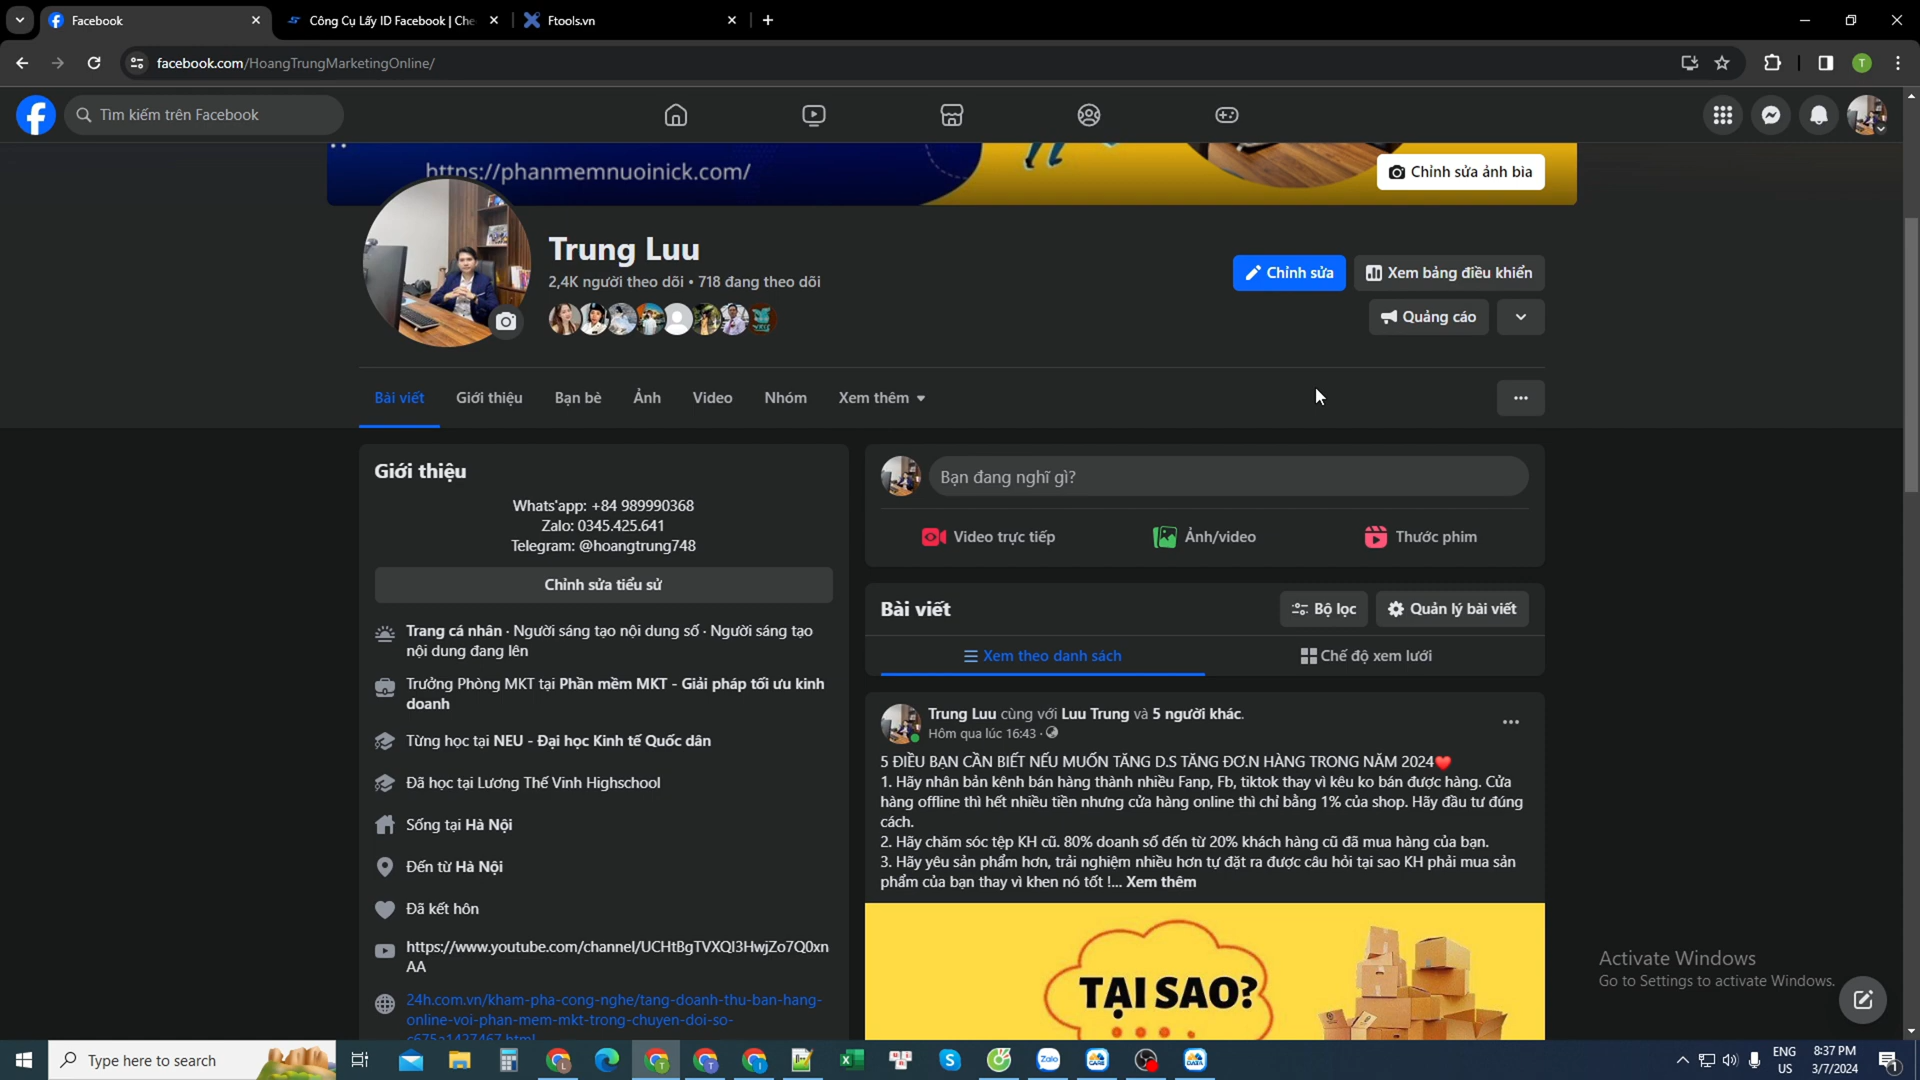 Facebook
Công Cụ Lấy ID Facebook | Che
Ftools.vn
facebook.com/HoangTrungMarketingOnline/
T
Tìm kiếm trên Facebook
https://phanmemnuoinick.com/
Chỉnh sửa ảnh bìa
Trung Luu
2,4K người theo dõi • 718 đang theo dõi
Chỉnh sửa
Xem bảng điều khiển
Quảng cáo
Bài viết
Giới thiệu
Bạn bè
Ảnh
Video
Nhóm
Xem thêm
Giới thiệu
Whats'app: +84 989990368
Zalo: 0345.425.641
Telegram: @hoangtrung748
Chỉnh sửa tiểu sử
Trang cá nhân · Người sáng tạo nội dung số · Người sáng tạo
nội dung đang lên
Trưởng Phòng MKT tại Phần mềm MKT - Giải pháp tối ưu kinh
doanh
Từng học tại NEU - Đại học Kinh tế Quốc dân
Đã học tại Lương Thế Vinh Highschool
Sống tại Hà Nội
Đến từ Hà Nội
Đã kết hôn
https://www.youtube.com/channel/UCHtBgTVXQI3HwjZo7Q0xn
AA
24h.com.vn/kham-pha-cong-nghe/tang-doanh-thu-ban-hang-
online-voi-phan-mem-mkt-trong-chuyen-doi-so-
c675a1427467.html
Bạn đang nghĩ gì?
Video trực tiếp
Ảnh/video
Thước phim
Bài viết
Bộ lọc
Quản lý bài viết
Xem theo danh sách
Chế độ xem lưới
Trung Luu cùng với Luu Trung và 5 người khác.
Hôm qua lúc 16:43 ·
5 ĐIỀU BẠN CẦN BIẾT NẾU MUỐN TĂNG D.S TĂNG ĐƠ.N HÀNG TRONG NĂM 2024❤️
1. Hãy nhân bản kênh bán hàng thành nhiều Fanp, Fb, tiktok thay vì kêu ko bán được hàng. Cửa
hàng offline thì hết nhiều tiền nhưng cửa hàng online thì chỉ bằng 1% của shop. Hãy đầu tư đúng
cách.
2. Hãy chăm sóc tệp KH cũ. 80% doanh số đến từ 20% khách hàng cũ đã mua hàng của bạn.
3. Hãy yêu sản phẩm hơn, trải nghiệm nhiều hơn tự đặt ra được câu hỏi tại sao KH phải mua sản
phẩm của bạn thay vì khen nó tốt !... Xem thêm
TẠI SAO?
Activate Windows
Go to Settings to activate Windows.
Type here to search
L
T
T
I
Zalo
CARE
DATA
ENG
US
8:37 PM
3/7/2024
1